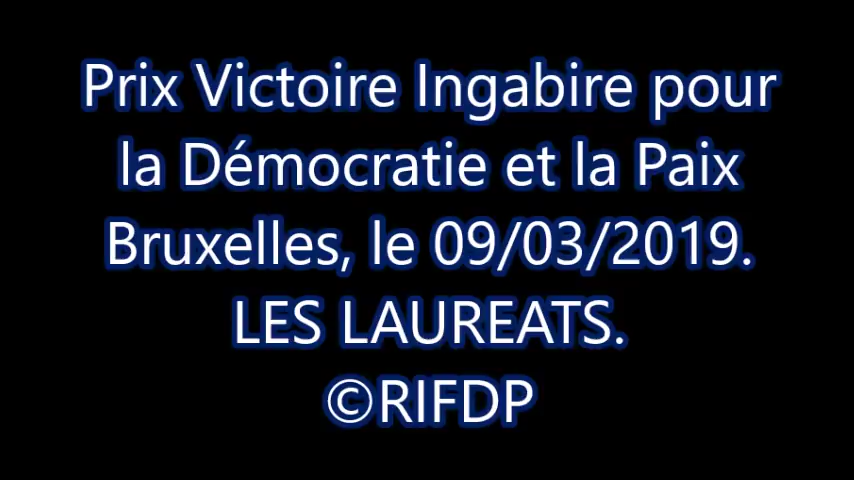 Prix Victoire Ingabire pour
la Démocratie et la Paix
Bruxelles, le 09/03/2019.
LES LAUREATS.
©RIFDP